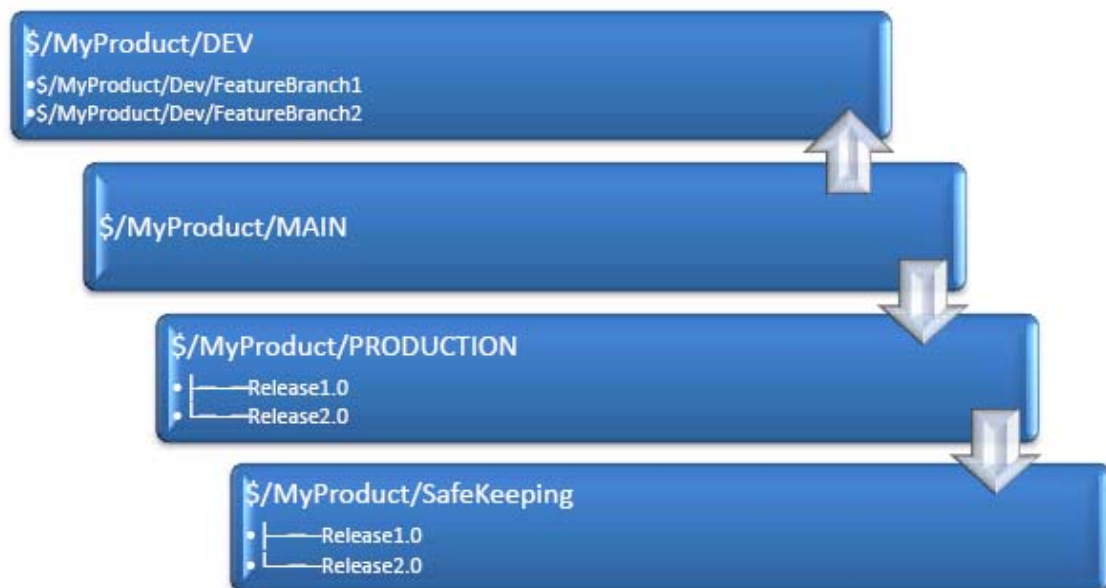 $/MyProduct/DEV
•$/MyProduct/Dev/FeatureBranch1
•$/MyProduct/Dev/FeatureBranch2
$/MyProduct/MAIN
$/MyProduct/PRODUCTION
• ├── ──Release1.0
• └── ──Release2.0
$/MyProduct/SafeKeeping
• ├── ──Release1.0
• └── ──Release2.0